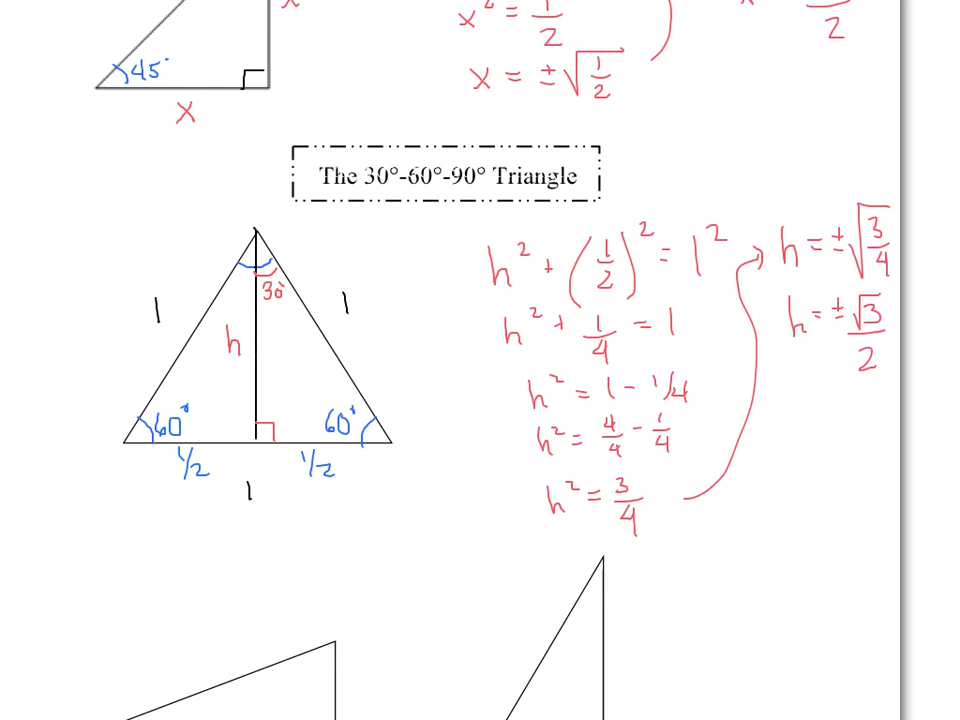 x
45°
x
x² = 1/2
x = ±√(1/2)
2
The 30°-60°-90° Triangle
1
1
30°
h
60°
60°
1/2
1/2
1
h² + (1/2)² = 1²
h² + 1/4 = 1
h² = 1 - 1/4
h² = 4/4 - 1/4
h² = 3/4
h = ±√(3/4)
h = ±√3/2